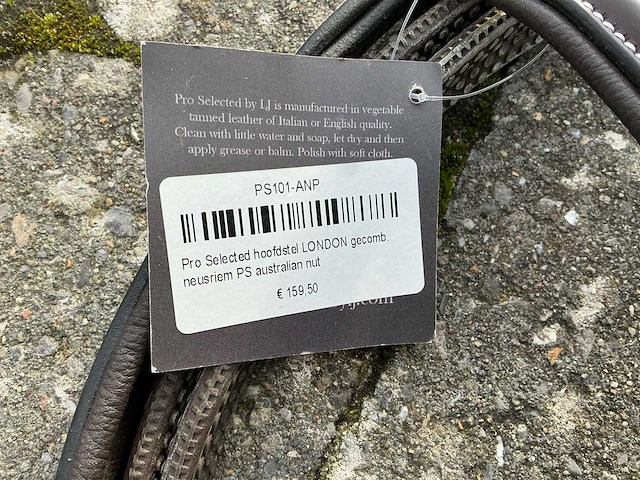 Pro Selected by LJ is manufactured in vegetable
tanned leather of Italian or English quality.
Clean with little water and soap, let dry and then
apply grease or balm. Polish with soft cloth.
PS101-ANP
Pro Selected hoofdstel LONDON gecomb.
neusriem PS australian nut
€ 159,50